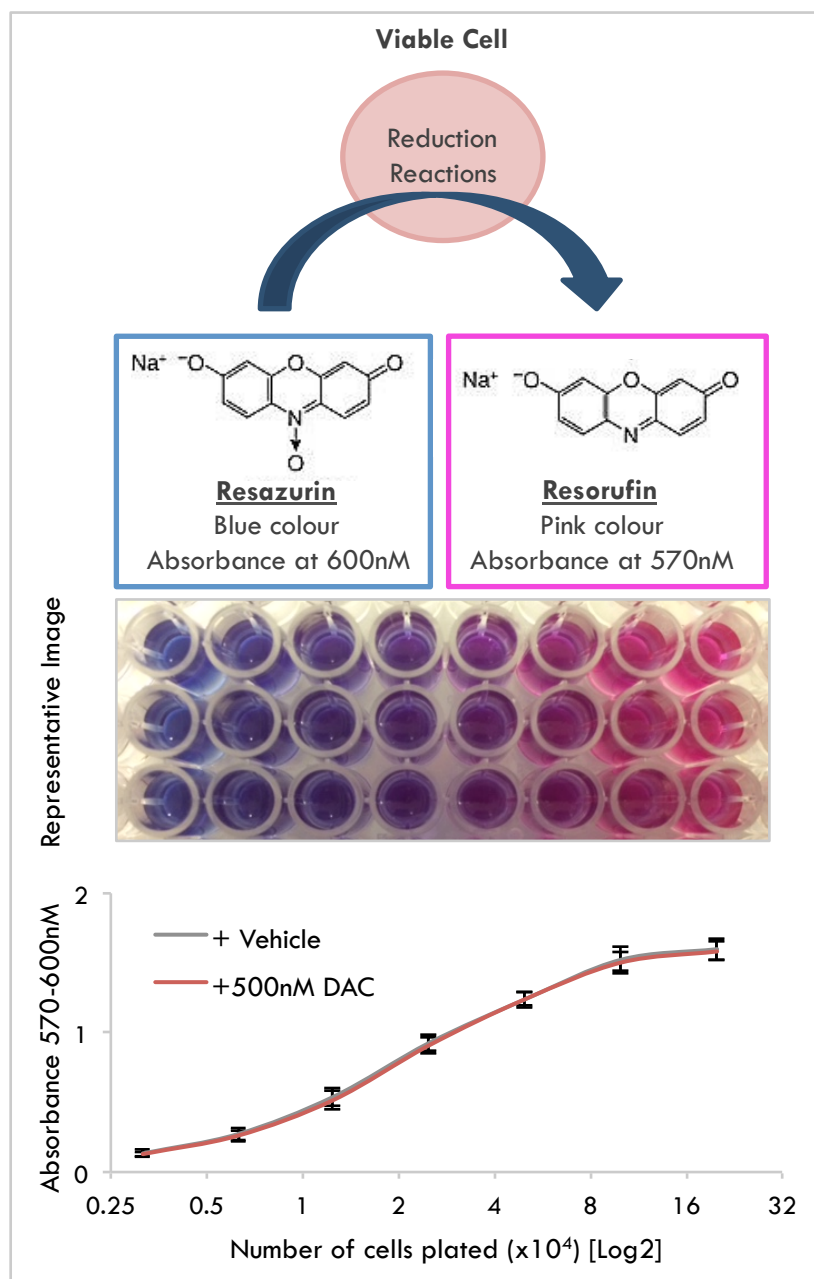 Viable Cell
Reduction
Reactions
Na⁺ ⁻O O O
N
O
Resazurin
Blue colour
Absorbance at 600nM
Na⁺ ⁻O O O
N
Resorufin
Pink colour
Absorbance at 570nM
Representative Image
Absorbance 570-600nM
2
1
0
+ Vehicle
+500nM DAC
0.25 0.5 1 2 4 8 16 32
Number of cells plated (x10⁴) [Log2]